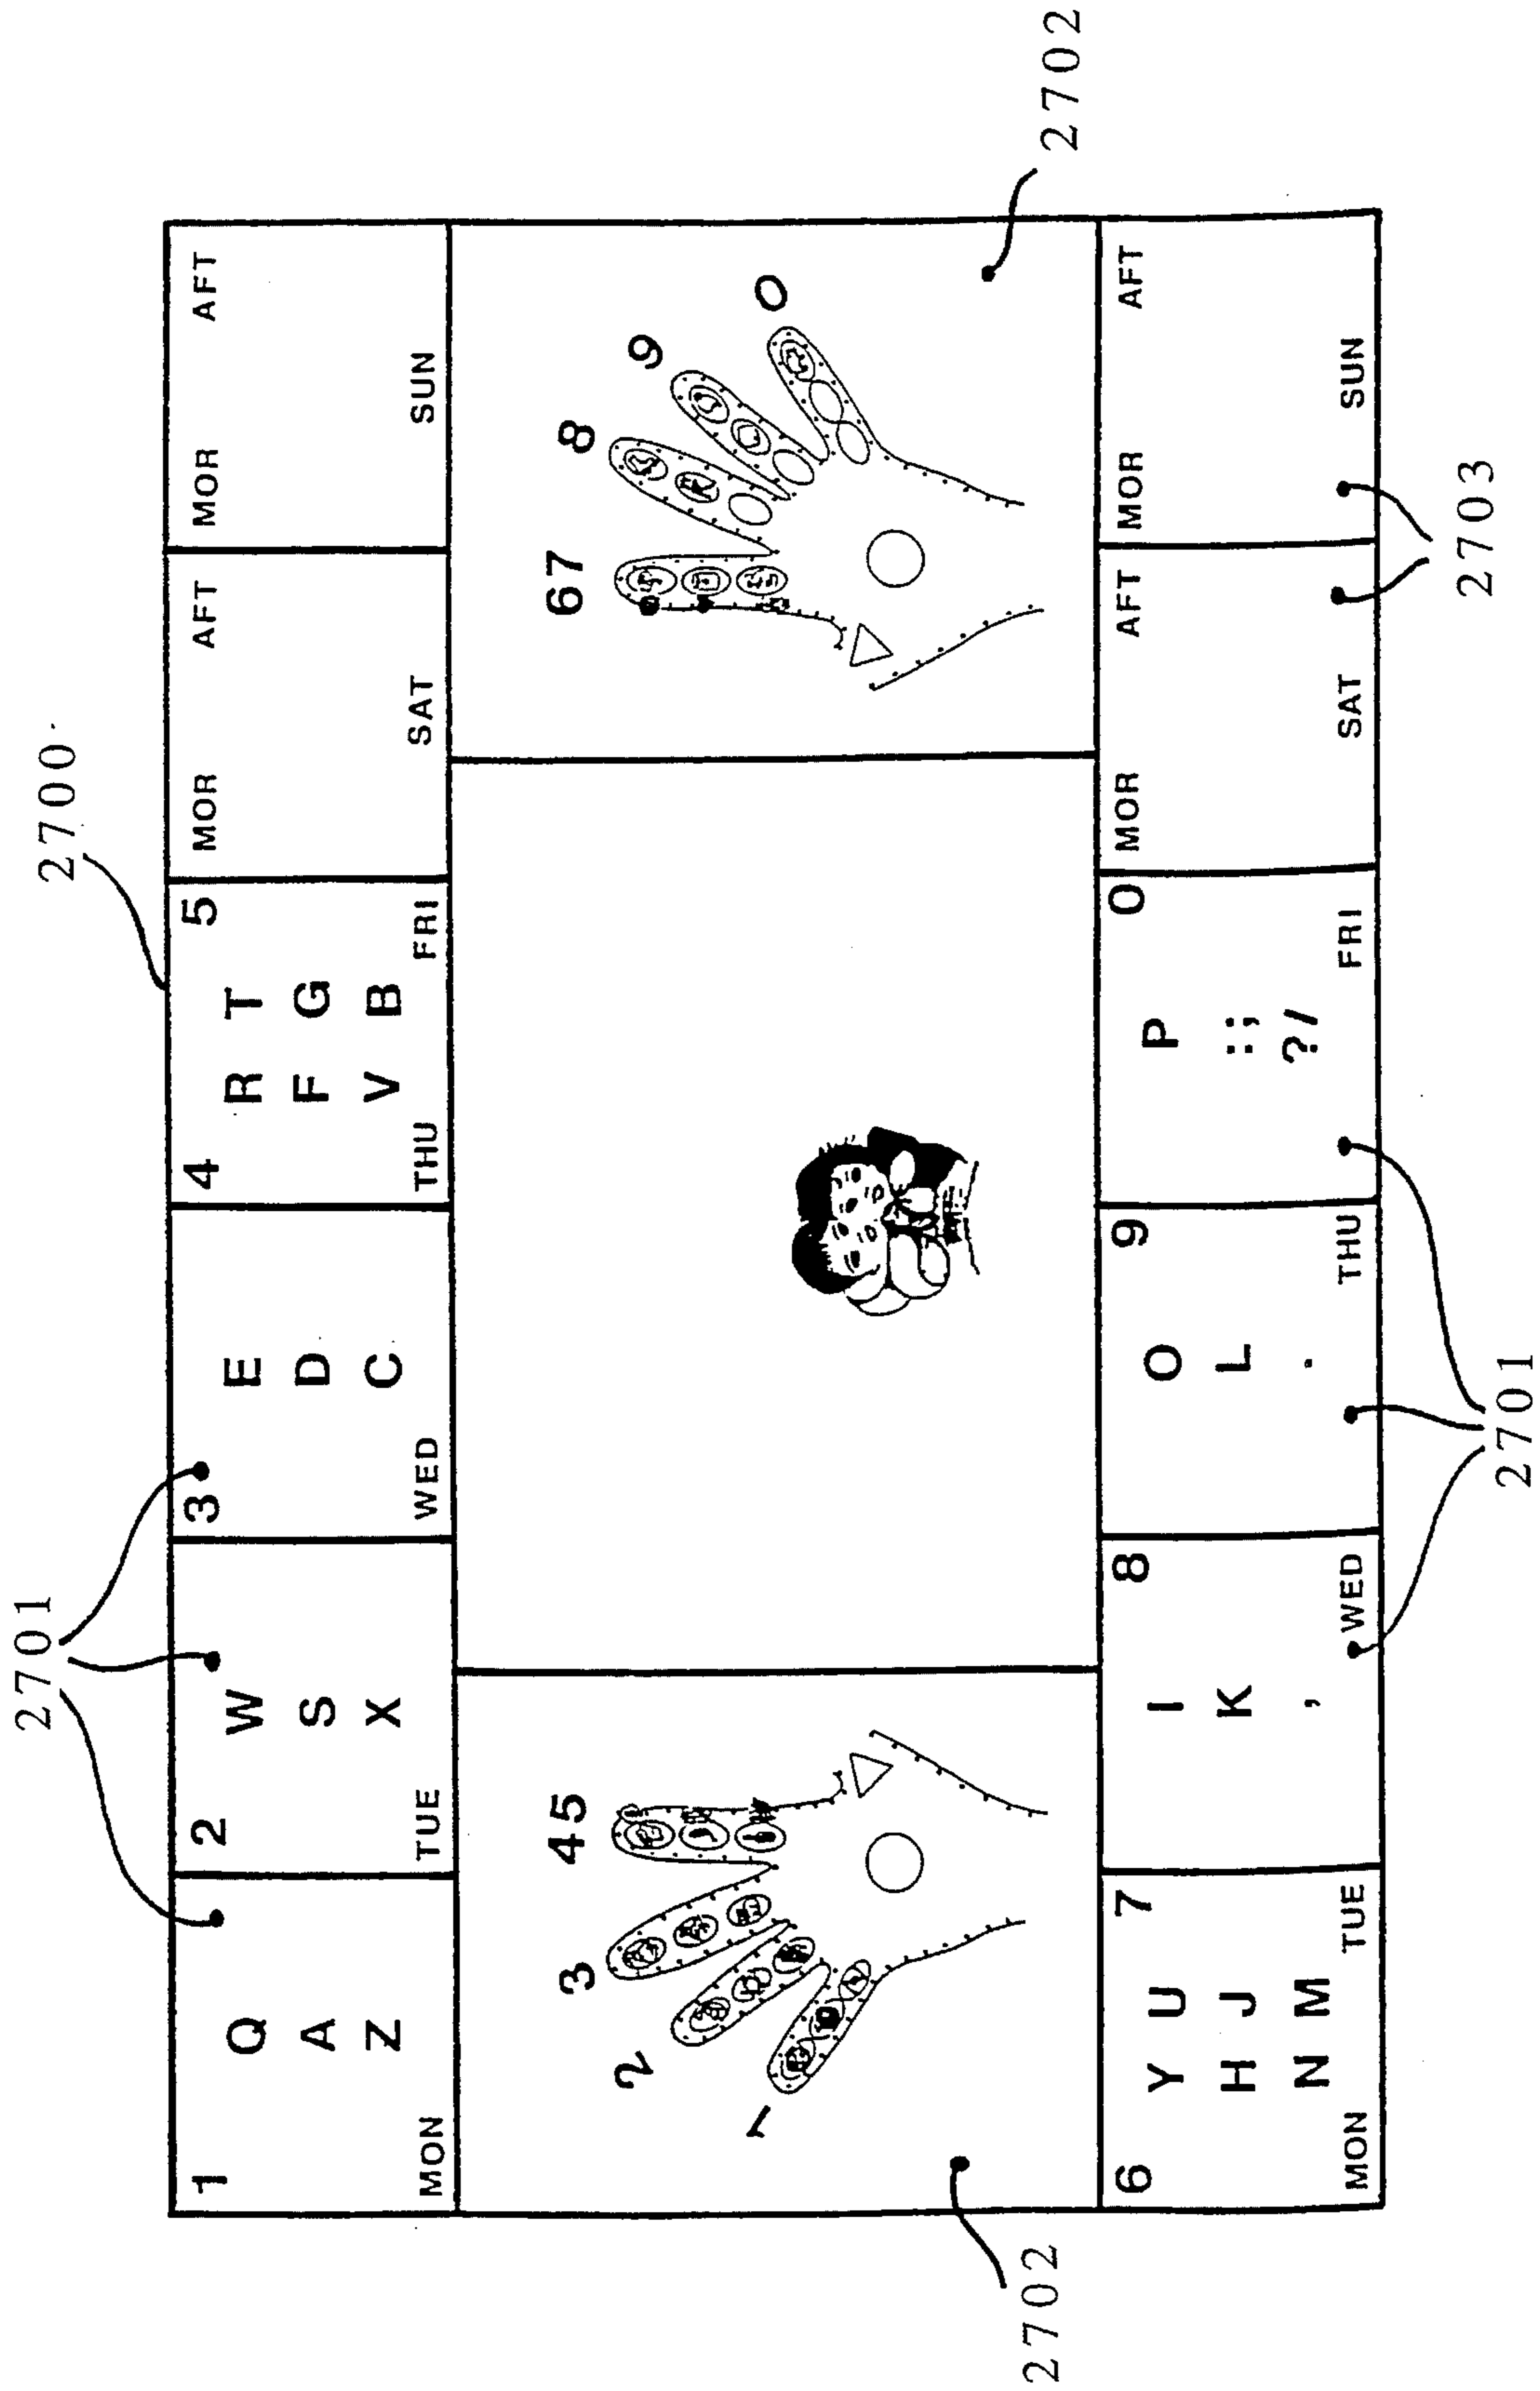 2700
2701
1
Q
A
Z
MON
2
W
S
X
TUE
3
E
D
C
WED
4 5
R T
F G
V B
THU FRI
MOR AFT
SAT
MOR AFT
SUN
1
2
3
45
67
8
9
0
2702
2702
6 7
Y U
H J
N M
MON TUE
8
I
K
,
WED
9
O
L
.
THU
0
P
:;
?/
FRI
MOR AFT
SAT
MOR AFT
SUN
2701
2703